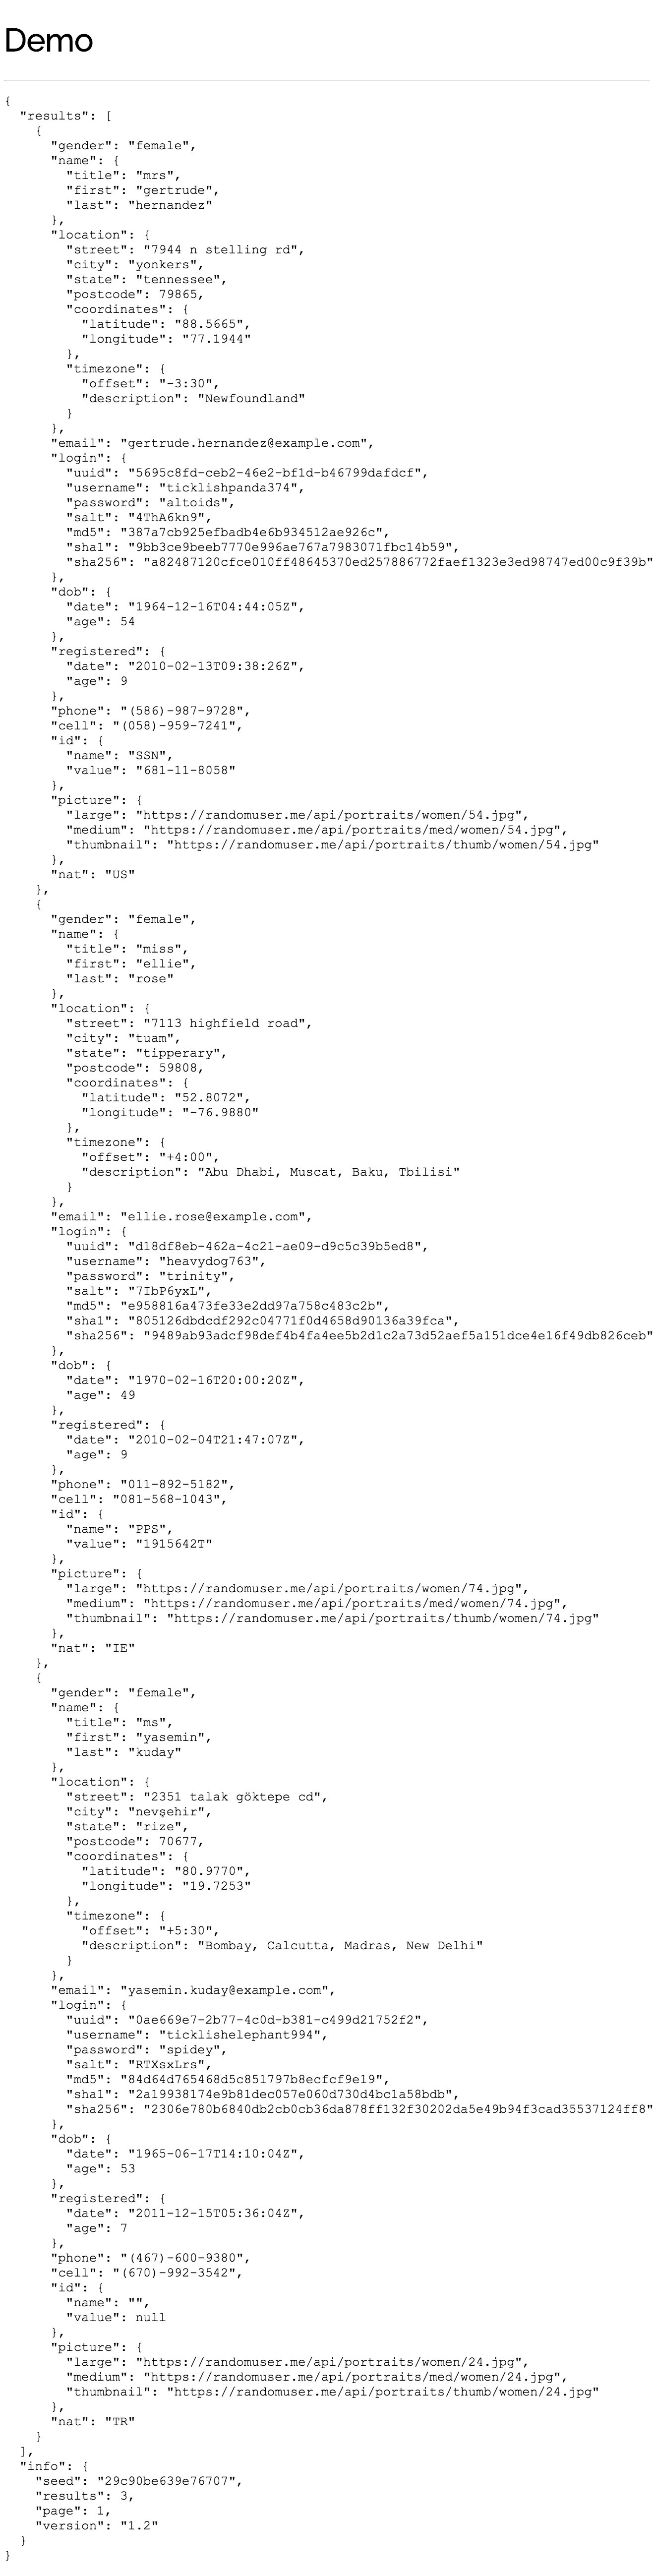 Demo
{
  "results": [
    {
      "gender": "female",
      "name": {
        "title": "mrs",
        "first": "gertrude",
        "last": "hernandez"
      },
      "location": {
        "street": "7944 n stelling rd",
        "city": "yonkers",
        "state": "tennessee",
        "postcode": 79865,
        "coordinates": {
          "latitude": "88.5665",
          "longitude": "77.1944"
        },
        "timezone": {
          "offset": "-3:30",
          "description": "Newfoundland"
        }
      },
      "email": "gertrude.hernandez@example.com",
      "login": {
        "uuid": "5695c8fd-ceb2-46e2-bf1d-b46799dafdcf",
        "username": "ticklishpanda374",
        "password": "altoids",
        "salt": "4ThA6kn9",
        "md5": "387a7cb925efbadb4e6b934512ae926c",
        "sha1": "9bb3ce9beeb7770e996ae767a7983071fbc14b59",
        "sha256": "a82487120cfce010ff48645370ed257886772faef1323e3ed98747ed00c9f39b"
      },
      "dob": {
        "date": "1964-12-16T04:44:05Z",
        "age": 54
      },
      "registered": {
        "date": "2010-02-13T09:38:26Z",
        "age": 9
      },
      "phone": "(586)-987-9728",
      "cell": "(058)-959-7241",
      "id": {
        "name": "SSN",
        "value": "681-11-8058"
      },
      "picture": {
        "large": "https://randomuser.me/api/portraits/women/54.jpg",
        "medium": "https://randomuser.me/api/portraits/med/women/54.jpg",
        "thumbnail": "https://randomuser.me/api/portraits/thumb/women/54.jpg"
      },
      "nat": "US"
    },
    {
      "gender": "female",
      "name": {
        "title": "miss",
        "first": "ellie",
        "last": "rose"
      },
      "location": {
        "street": "7113 highfield road",
        "city": "tuam",
        "state": "tipperary",
        "postcode": 59808,
        "coordinates": {
          "latitude": "52.8072",
          "longitude": "-76.9880"
        },
        "timezone": {
          "offset": "+4:00",
          "description": "Abu Dhabi, Muscat, Baku, Tbilisi"
        }
      },
      "email": "ellie.rose@example.com",
      "login": {
        "uuid": "d18df8eb-462a-4c21-ae09-d9c5c39b5ed8",
        "username": "heavydog763",
        "password": "trinity",
        "salt": "7IbP6yxL",
        "md5": "e958816a473fe33e2dd97a758c483c2b",
        "sha1": "805126dbdcdf292c04771f0d4658d90136a39fca",
        "sha256": "9489ab93adcf98def4b4fa4ee5b2d1c2a73d52aef5a151dce4e16f49db826ceb"
      },
      "dob": {
        "date": "1970-02-16T20:00:20Z",
        "age": 49
      },
      "registered": {
        "date": "2010-02-04T21:47:07Z",
        "age": 9
      },
      "phone": "011-892-5182",
      "cell": "081-568-1043",
      "id": {
        "name": "PPS",
        "value": "1915642T"
      },
      "picture": {
        "large": "https://randomuser.me/api/portraits/women/74.jpg",
        "medium": "https://randomuser.me/api/portraits/med/women/74.jpg",
        "thumbnail": "https://randomuser.me/api/portraits/thumb/women/74.jpg"
      },
      "nat": "IE"
    },
    {
      "gender": "female",
      "name": {
        "title": "ms",
        "first": "yasemin",
        "last": "kuday"
      },
      "location": {
        "street": "2351 talak göktepe cd",
        "city": "nevşehir",
        "state": "rize",
        "postcode": 70677,
        "coordinates": {
          "latitude": "80.9770",
          "longitude": "19.7253"
        },
        "timezone": {
          "offset": "+5:30",
          "description": "Bombay, Calcutta, Madras, New Delhi"
        }
      },
      "email": "yasemin.kuday@example.com",
      "login": {
        "uuid": "0ae669e7-2b77-4c0d-b381-c499d21752f2",
        "username": "ticklishelephant994",
        "password": "spidey",
        "salt": "RTXsxLrs",
        "md5": "84d64d765468d5c851797b8ecfcf9e19",
        "sha1": "2a19938174e9b81dec057e060d730d4bc1a58bdb",
        "sha256": "2306e780b6840db2cb0cb36da878ff132f30202da5e49b94f3cad35537124ff8"
      },
      "dob": {
        "date": "1965-06-17T14:10:04Z",
        "age": 53
      },
      "registered": {
        "date": "2011-12-15T05:36:04Z",
        "age": 7
      },
      "phone": "(467)-600-9380",
      "cell": "(670)-992-3542",
      "id": {
        "name": "",
        "value": null
      },
      "picture": {
        "large": "https://randomuser.me/api/portraits/women/24.jpg",
        "medium": "https://randomuser.me/api/portraits/med/women/24.jpg",
        "thumbnail": "https://randomuser.me/api/portraits/thumb/women/24.jpg"
      },
      "nat": "TR"
    }
  ],
  "info": {
    "seed": "29c90be639e76707",
    "results": 3,
    "page": 1,
    "version": "1.2"
  }
}